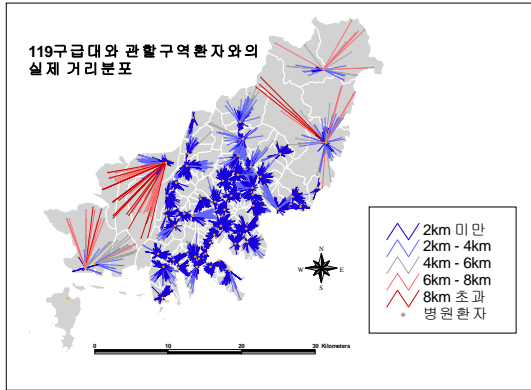 119구급대와 관할구역환자와의
실제 거리분포
2km 미만
2km - 4km
4km - 6km
6km - 8km
8km 초과
병원환자
N
W E
S
0 10 20 30 Kilometers